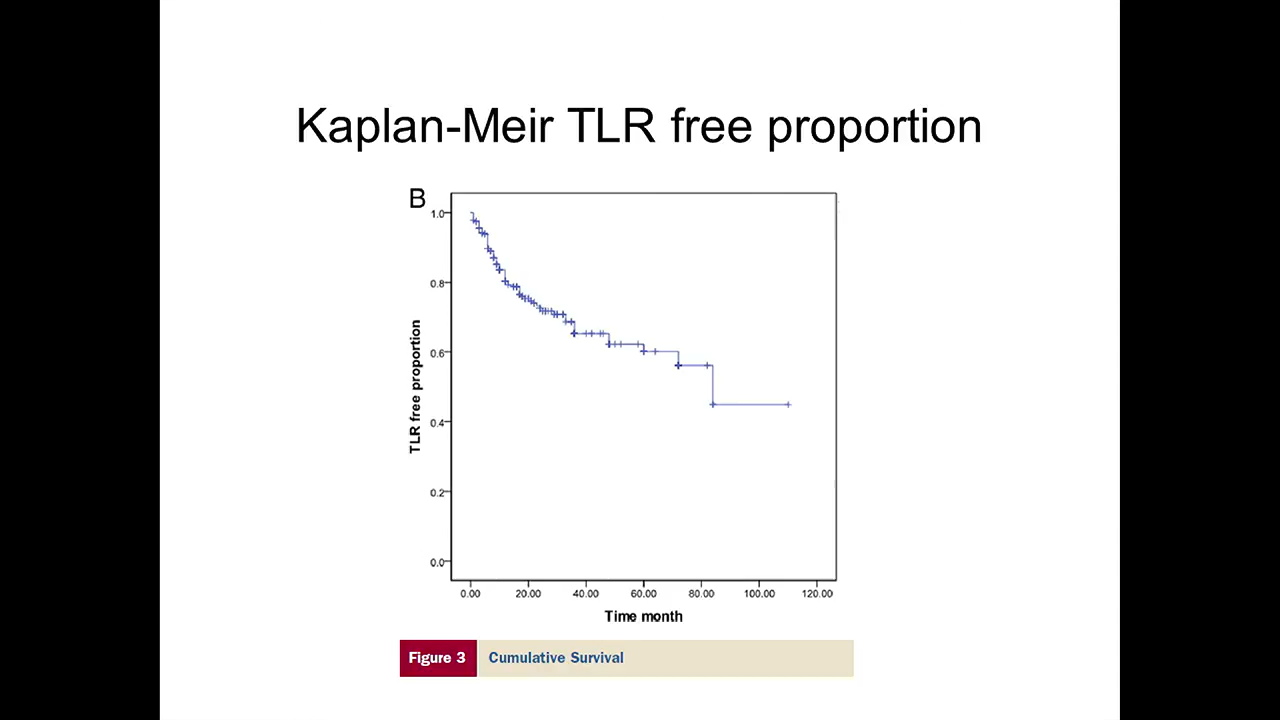 Kaplan-Meir TLR free proportion
B
1.0
0.8
0.6
0.4
0.2
0.0
TLR free proportion
0.00 20.00 40.00 60.00 80.00 100.00 120.00
Time month
Figure 3 Cumulative Survival